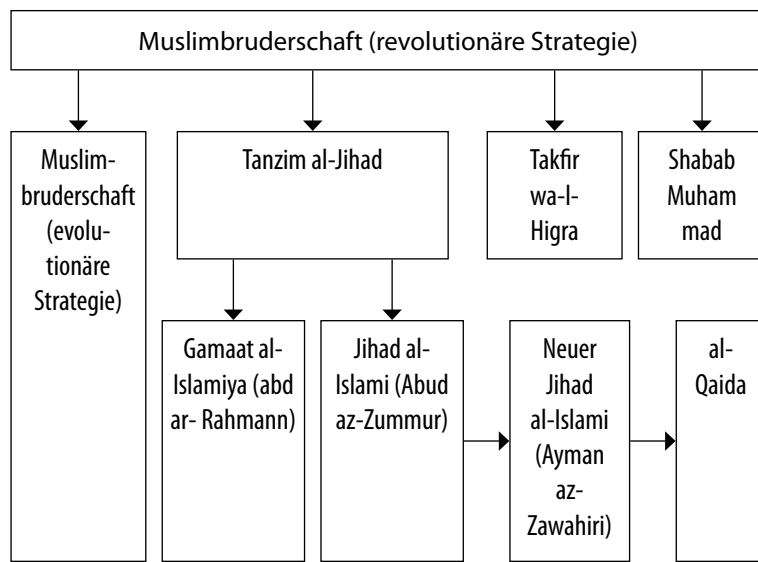 Muslimbruderschaft (revolutionäre Strategie)
Muslim-
bruderschaft
(evolu-
tionäre
Strategie)
Tanzim al-Jihad
Takfir
wa-l-
Higra
Shabab
Muham
mad
Gamaat al-
Islamiya (abd
ar- Rahmann)
Jihad al-
Islami (Abud
az-Zummur)
Neuer
Jihad
al-Islami
(Ayman
az-
Zawahiri)
al-
Qaida